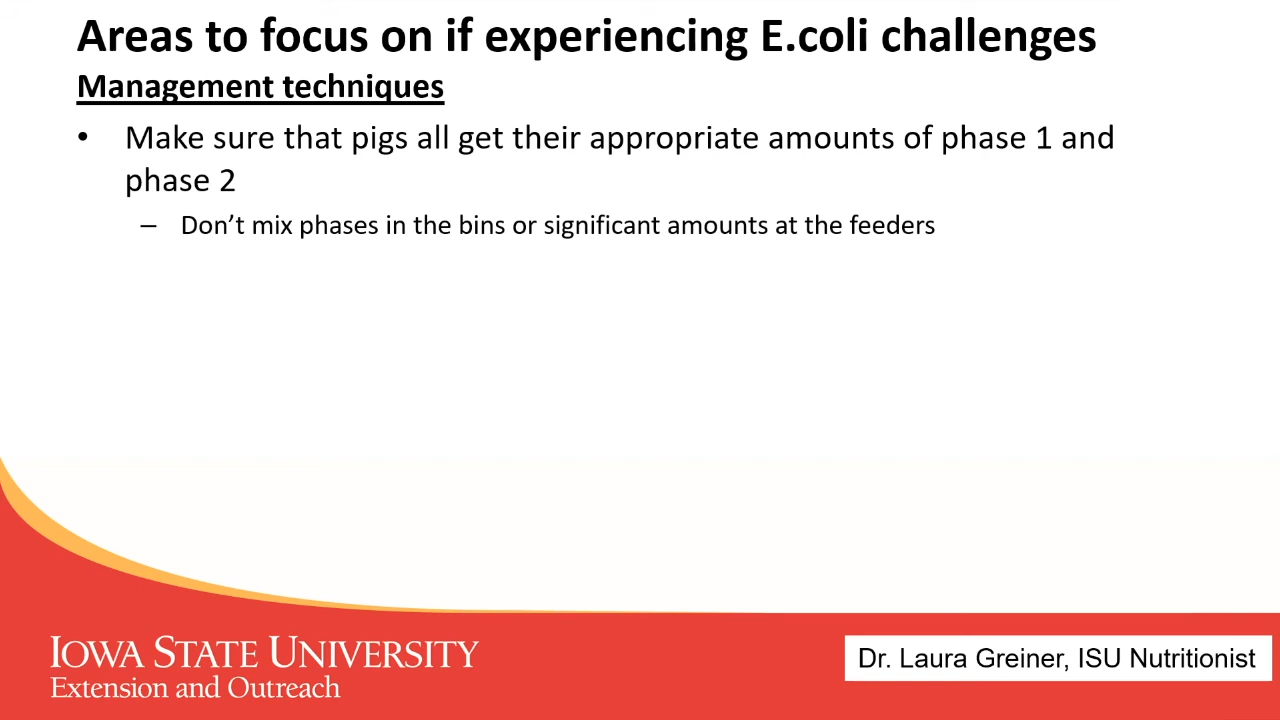 Areas to focus on if experiencing E.coli challenges
Management techniques
• Make sure that pigs all get their appropriate amounts of phase 1 and
phase 2
– Don’t mix phases in the bins or significant amounts at the feeders
IOWA STATE UNIVERSITY
Extension and Outreach
Dr. Laura Greiner, ISU Nutritionist